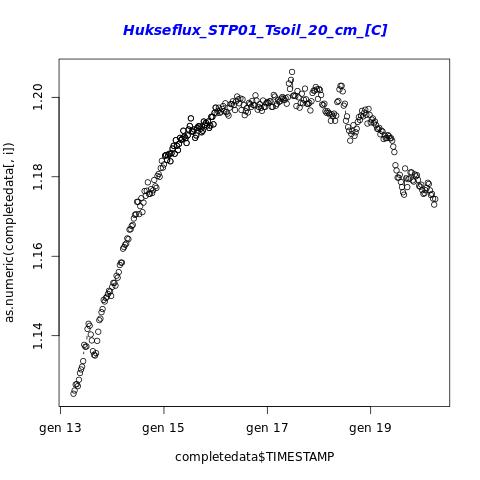 Hukseflux_STP01_Tsoil_20_cm_[C]
as.numeric(completedata[, i])
1.20
1.18
1.16
1.14
gen 13
gen 15
gen 17
gen 19
completedata$TIMESTAMP